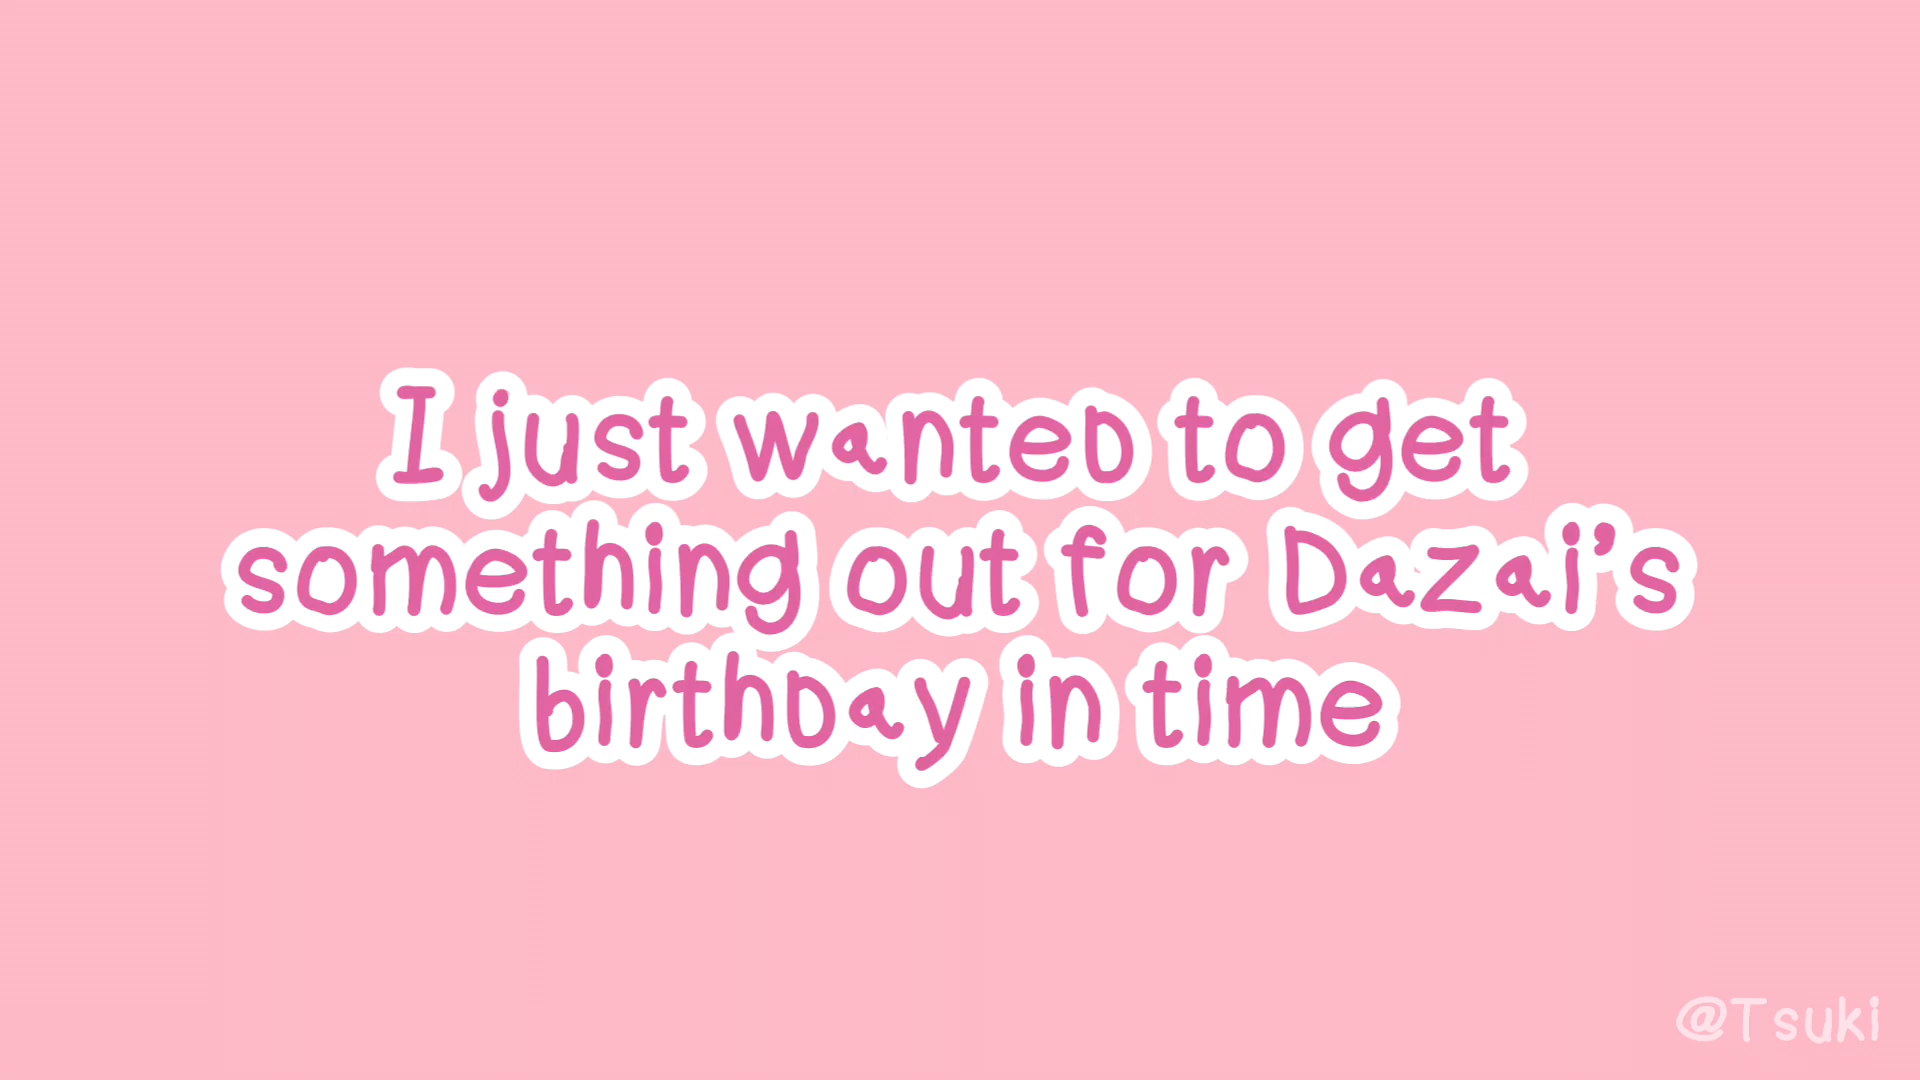 I just wanted to get
something out for Dazai's
birthday in time
@Tsuki